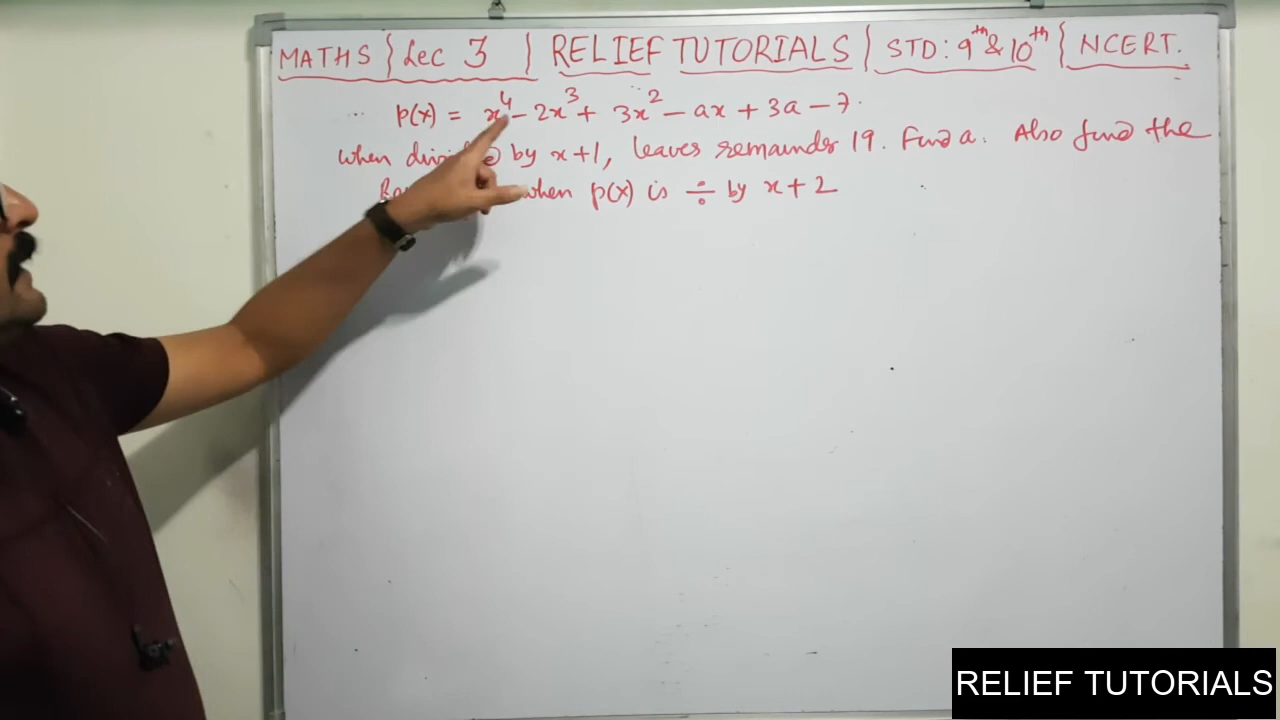 MATHS | Lec 3 | RELIEF TUTORIALS | STD: 9th & 10th | NCERT.
p(x) = x⁴ - 2x³ + 3x² - ax + 3a - 7.
when by x+1, leaves remainder 19. Find a. Also find the
when p(x) is ÷ by x+2
RELIEF TUTORIALS